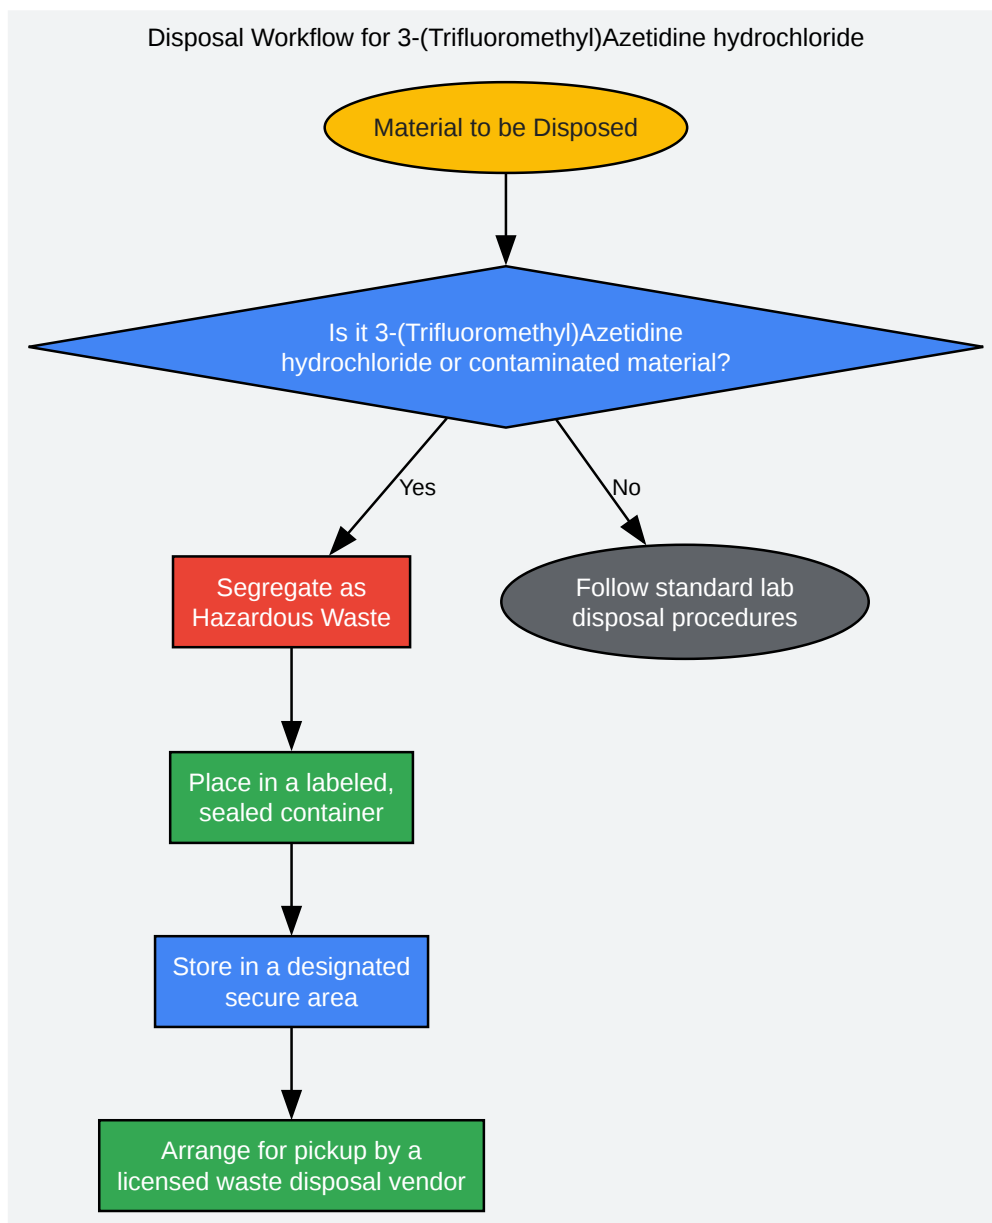 Disposal Workflow for 3-(Trifluoromethyl)Azetidine hydrochloride
Material to be Disposed
Is it 3-(Trifluoromethyl)Azetidine
hydrochloride or contaminated material?
Yes
No
Segregate as
Hazardous Waste
Follow standard lab
disposal procedures
Place in a labeled,
sealed container
Store in a designated
secure area
Arrange for pickup by a
licensed waste disposal vendor